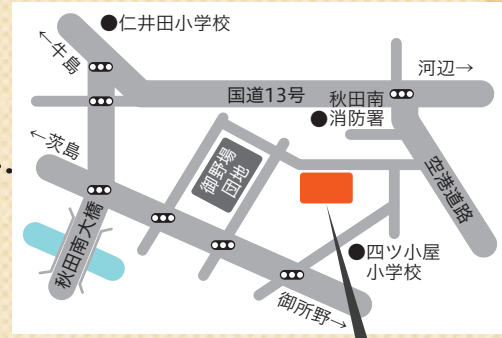 ●仁井田小学校
←牛島
河辺→
国道13号
秋田南
●消防署
←茨島
御野場
団地
空港道路
秋田南大橋
●四ツ小屋
小学校
御所野→